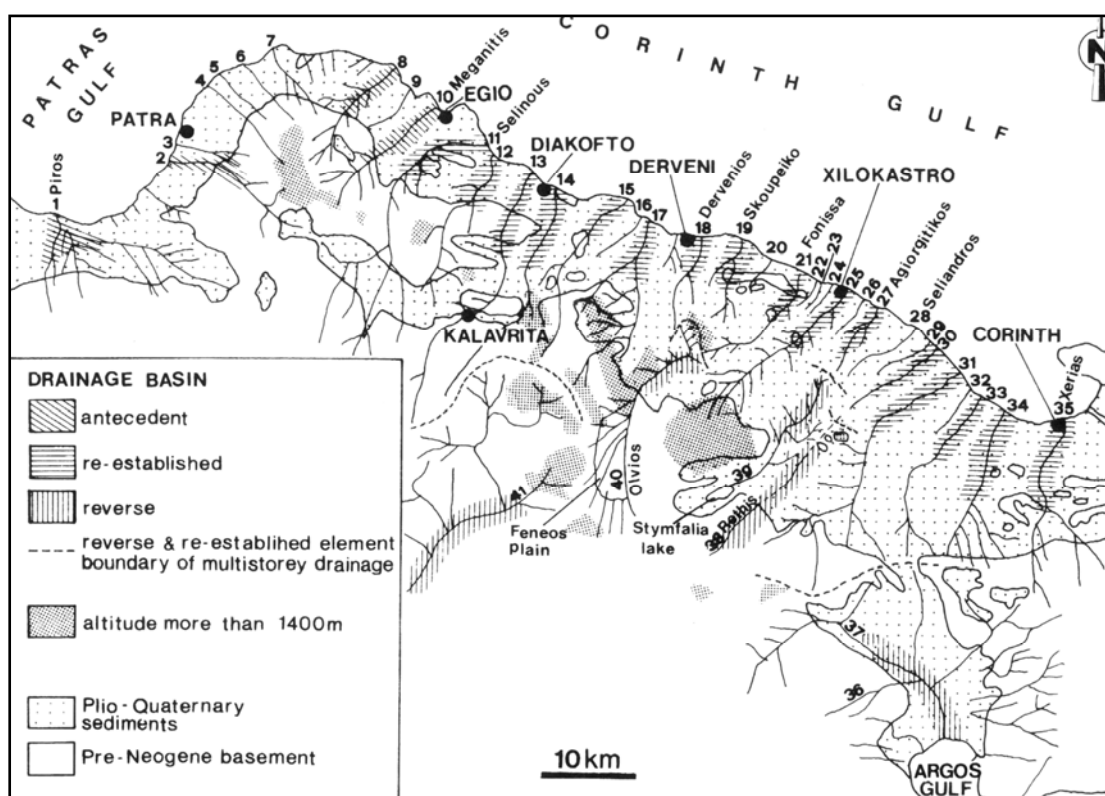 PATRAS
GULF
CORINTH GULF
N
1
Piros
2
3
PATRA
4
5
6
7
8
9
10
Meganitis
EGIO
11
Selinous
12
13
DIAKOFTO
14
15
16
17
DERVENI
18
Dervenios
19
Skoupeiko
20
21
Fonissa
22
23
24
XILOKASTRO
25
26
27
Agiorgitikos
28
Seliandros
29
30
31
32
33
34
CORINTH
35
Xerias
KALAVRITA
41
Feneos
plain
40
Olvios
Stymfalia
lake
39
38
37
36
ARGOS
GULF
10km
DRAINAGE BASIN
antecedent
re-established
reverse
reverse & re-establihed element
boundary of multistorey drainage
altitude more than 1400m
Plio-Quaternary
sediments
Pre-Neogene basement